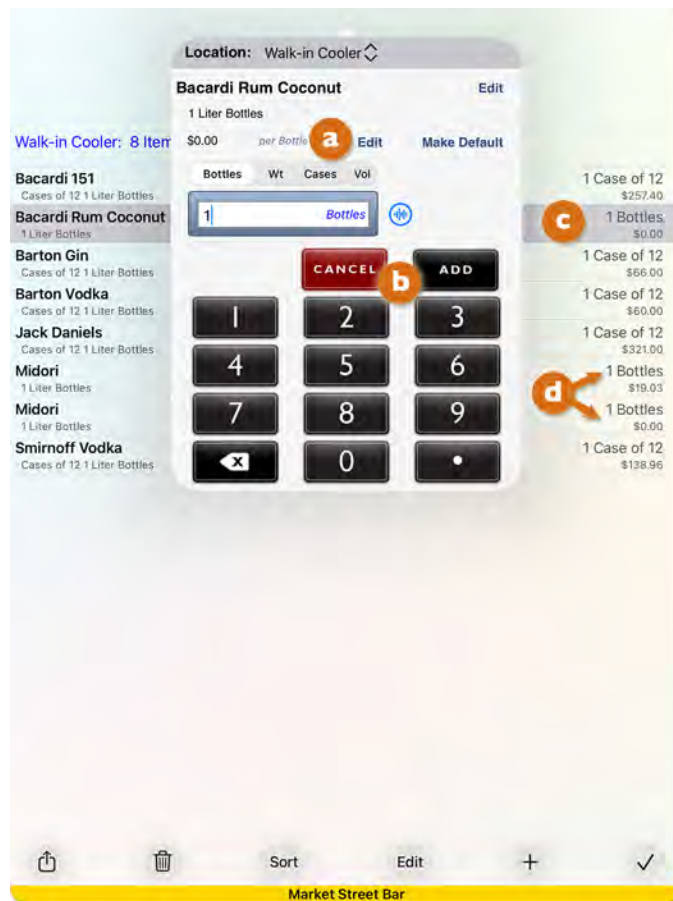 Location: Walk-in Cooler
Bacardi Rum Coconut Edit
1 Liter Bottles
Walk-in Cooler: 8 Item $0.00 per Bottle a Edit Make Default
Bottles Wt Cases Vol
Bacardi 151 1 Case of 12
Cases of 12 1 Liter Bottles $257.40
Bacardi Rum Coconut 1 Bottles c 1 Bottles
1 Liter Bottles $0.00
Barton Gin CANCEL b ADD 1 Case of 12
Cases of 12 1 Liter Bottles $66.00
Barton Vodka 1 2 3 1 Case of 12
Cases of 12 1 Liter Bottles $60.00
Jack Daniels 1 Case of 12
Cases of 12 1 Liter Bottles $321.00
Midori 4 5 6 d 1 Bottles
1 Liter Bottles $19.03
Midori 7 8 9 1 Bottles
1 Liter Bottles $0.00
Smirnoff Vodka x 0 . 1 Case of 12
Cases of 12 1 Liter Bottles $138.96
Sort Edit +
Market Street Bar